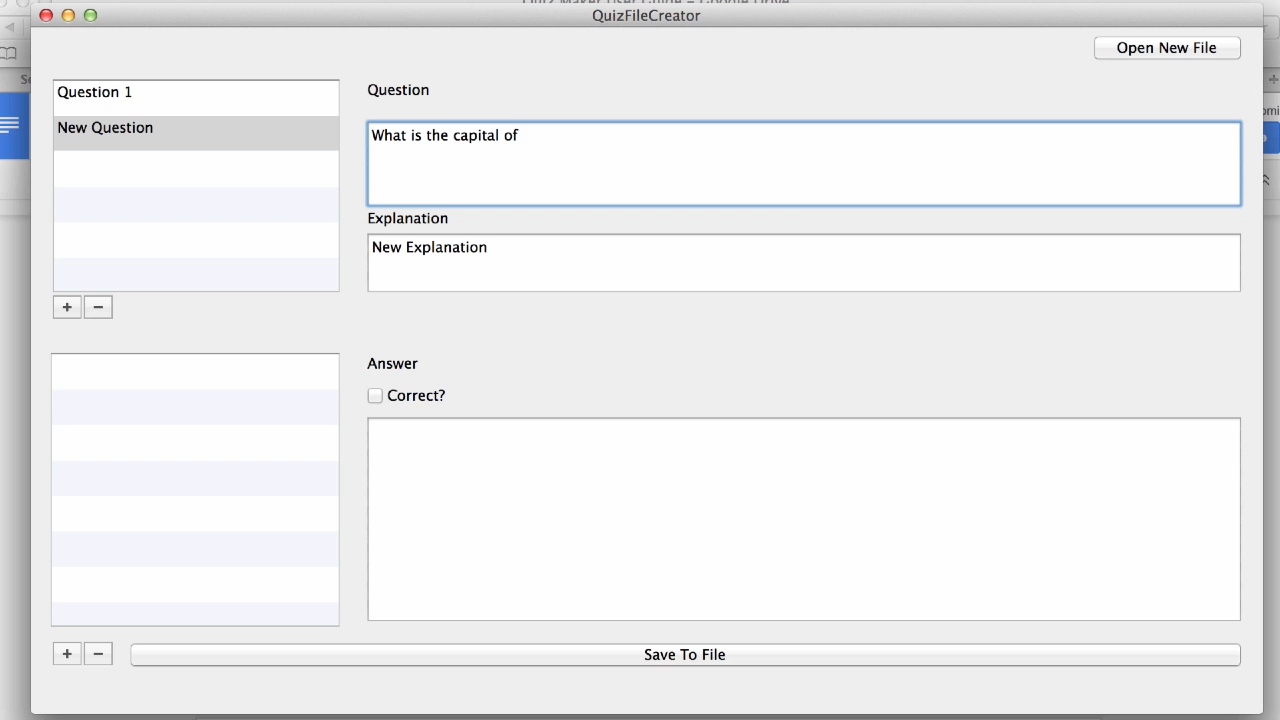 QuizFileCreator
Open New File
Question 1
New Question
Question
What is the capital of
Explanation
New Explanation
+
−
Answer
Correct?
+
−
Save To File